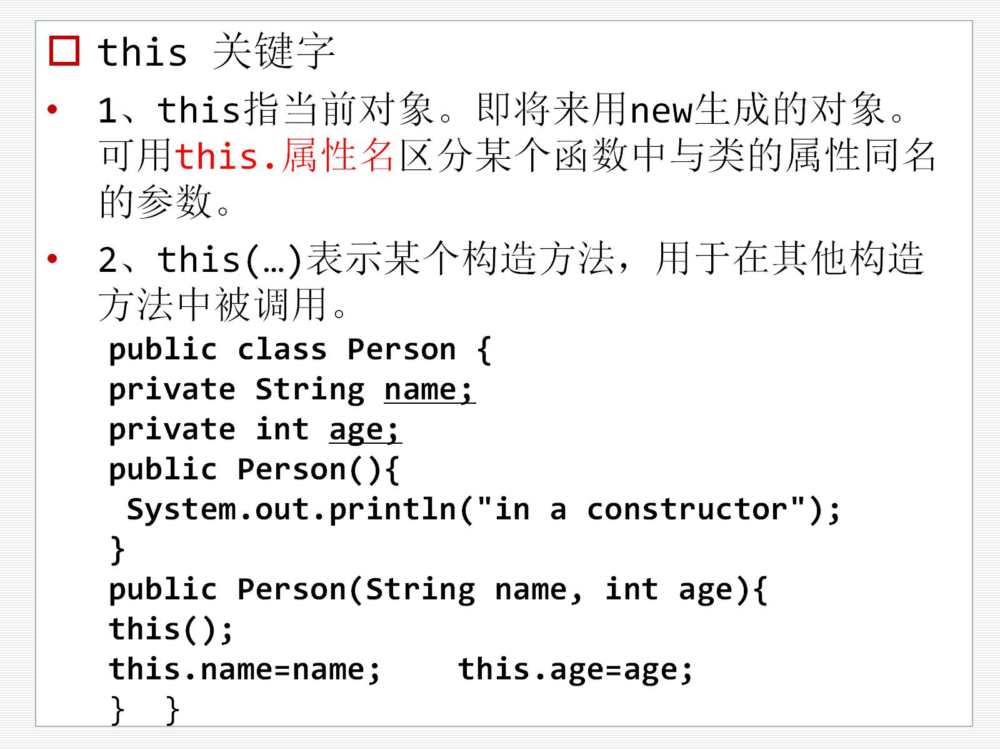 this 关键字
• 1、this指当前对象。即将来用new生成的对象。
可用this.属性名区分某个函数中与类的属性同名
的参数。
• 2、this(…)表示某个构造方法，用于在其他构造
方法中被调用。
public class Person {
private String name;
private int age;
public Person(){
 System.out.println("in a constructor");
}
public Person(String name, int age){
this();
this.name=name;    this.age=age;
}  }